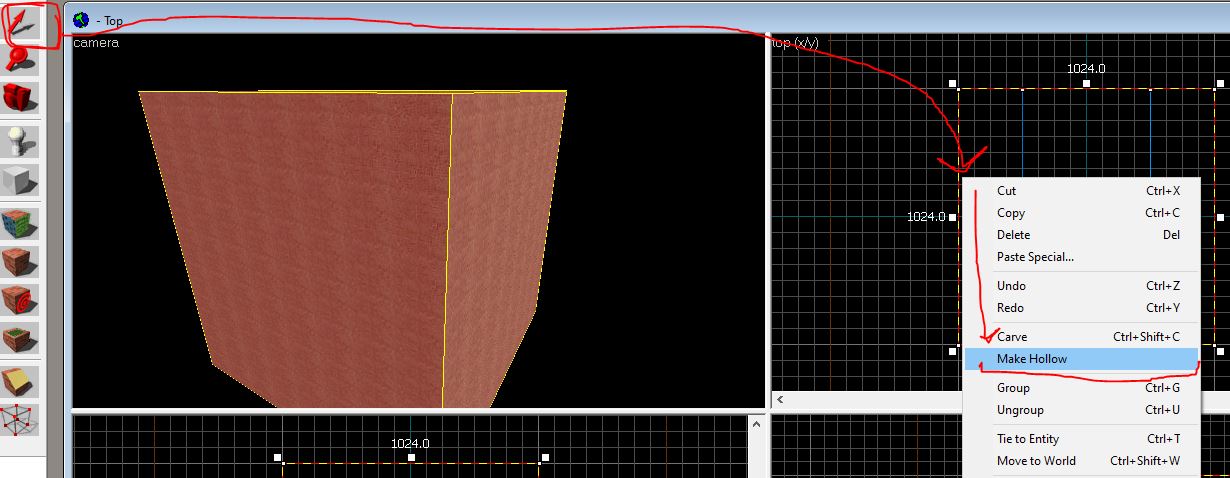 - Top
camera
top (x/y)
1024.0
1024.0
Cut Ctrl+X
Copy Ctrl+C
Delete Del
Paste Special...
Undo Ctrl+Z
Redo Ctrl+Y
Carve Ctrl+Shift+C
Make Hollow
Group Ctrl+G
Ungroup Ctrl+U
Tie to Entity Ctrl+T
Move to World Ctrl+Shift+W
1024.0